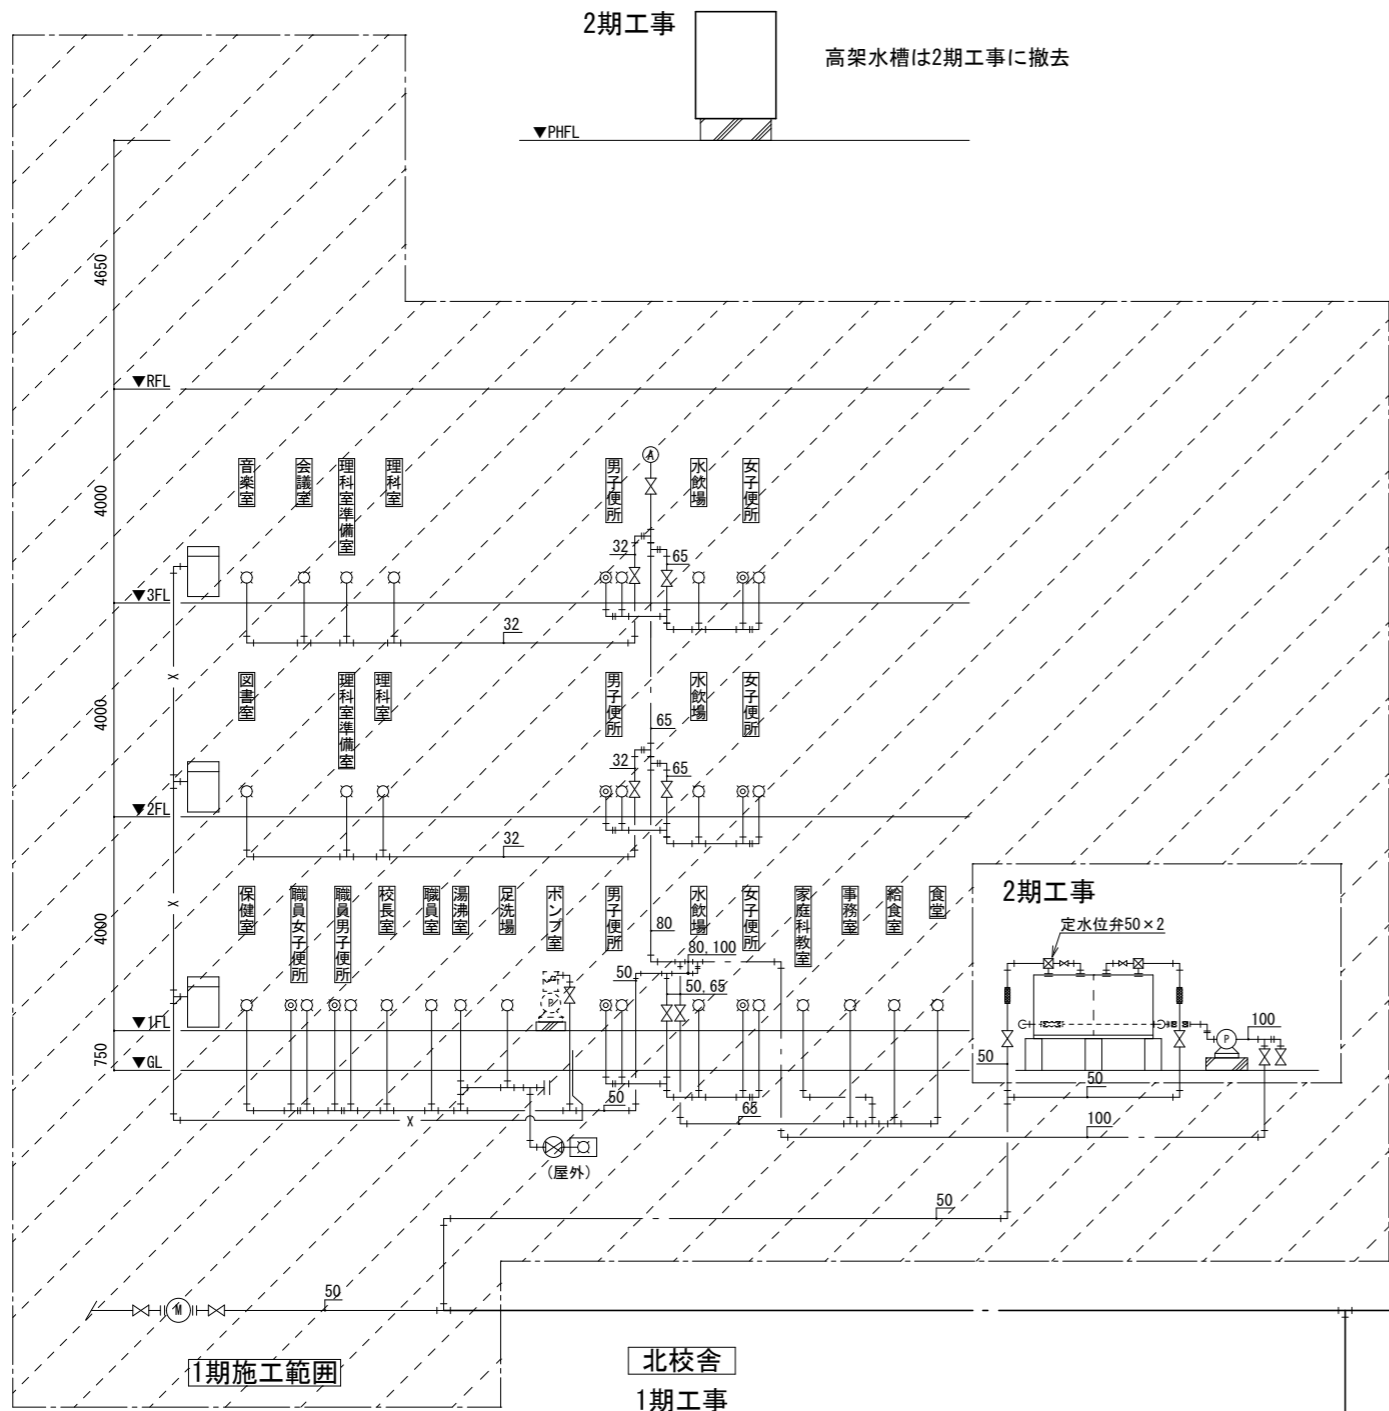 2期工事
高架水槽は2期工事に撤去
▼PHFL
4650
▼RFL
4000
音楽室
会議室
理科室準備室
理科室
男子便所
A
水飲場
女子便所
32
65
▼3FL
32
X
4000
図書室
理科室準備室
理科室
男子便所
水飲場
女子便所
65
32
65
▼2FL
32
X
4000
保健室
職員女子便所
職員男子便所
校長室
職員室
湯沸室
足洗場
ポンプ室
男子便所
水飲場
女子便所
家庭科教室
事務室
給食室
食堂
80
80.100
50
50.65
P
▼1FL
750
▼GL
2期工事
定水位弁50×2
100
P
50
50
50
65
X
100
(屋外)
50
50
M
1期施工範囲
北校舎
1期工事